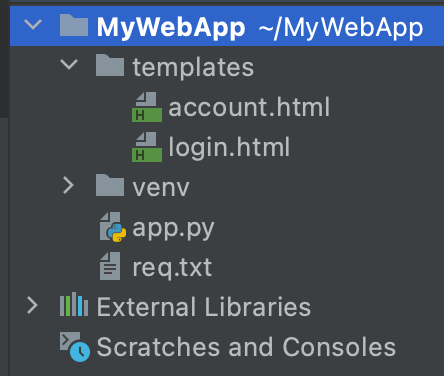 MyWebApp ~/MyWebApp
templates
H account.html
H login.html
venv
app.py
req.txt
External Libraries
Scratches and Consoles